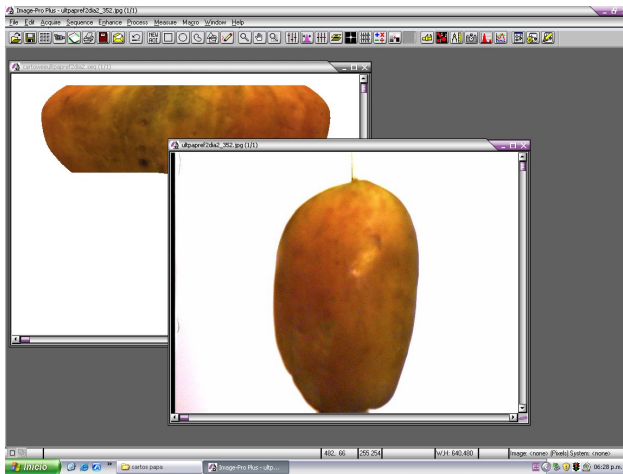 Image-Pro Plus - ultpapref2dia2_352.jpg (1/1)
File Edit Acquire Sequence Enhance Process Measure Macro Window Help
NEW AOI
ultpapref2dia2_352.jpg (1/1)
482, 66 255 254 W,H: 640,480 Image: <none> (Pixels) System: <none>
Inicio cartos papa Image-Pro Plus - ultp... 06:28 p.m.